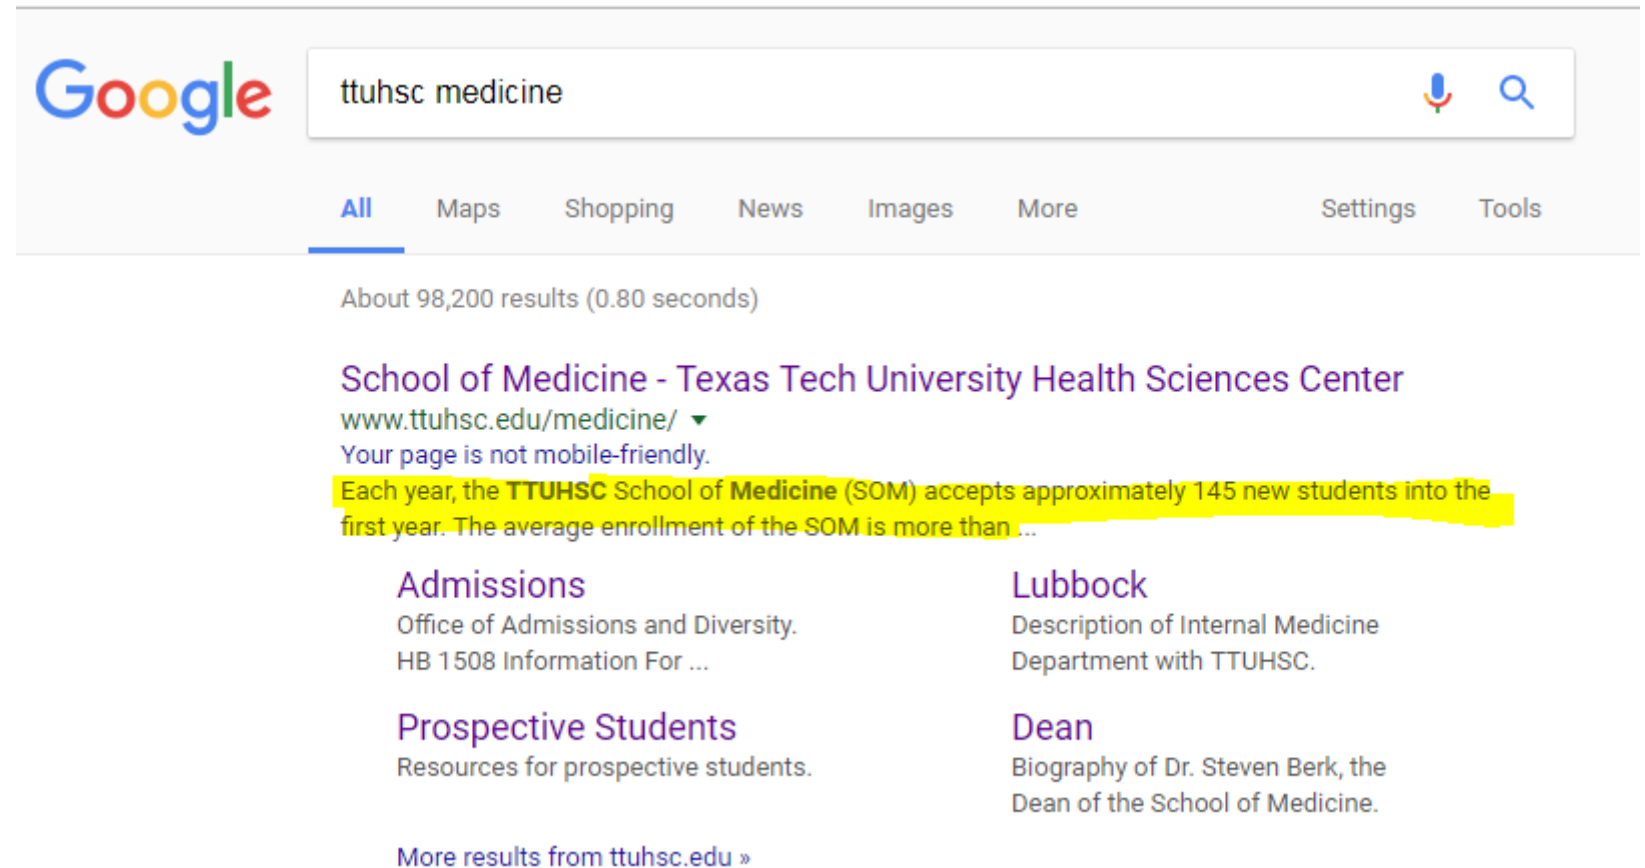 Google
ttuhsc medicine
All Maps Shopping News Images More Settings Tools
About 98,200 results (0.80 seconds)
School of Medicine - Texas Tech University Health Sciences Center
www.ttuhsc.edu/medicine/
Your page is not mobile-friendly.
Each year, the TTUHSC School of Medicine (SOM) accepts approximately 145 new students into the
first year. The average enrollment of the SOM is more than ...
Admissions
Office of Admissions and Diversity.
HB 1508 Information For ...
Lubbock
Description of Internal Medicine
Department with TTUHSC.
Prospective Students
Resources for prospective students.
Dean
Biography of Dr. Steven Berk, the
Dean of the School of Medicine.
More results from ttuhsc.edu »